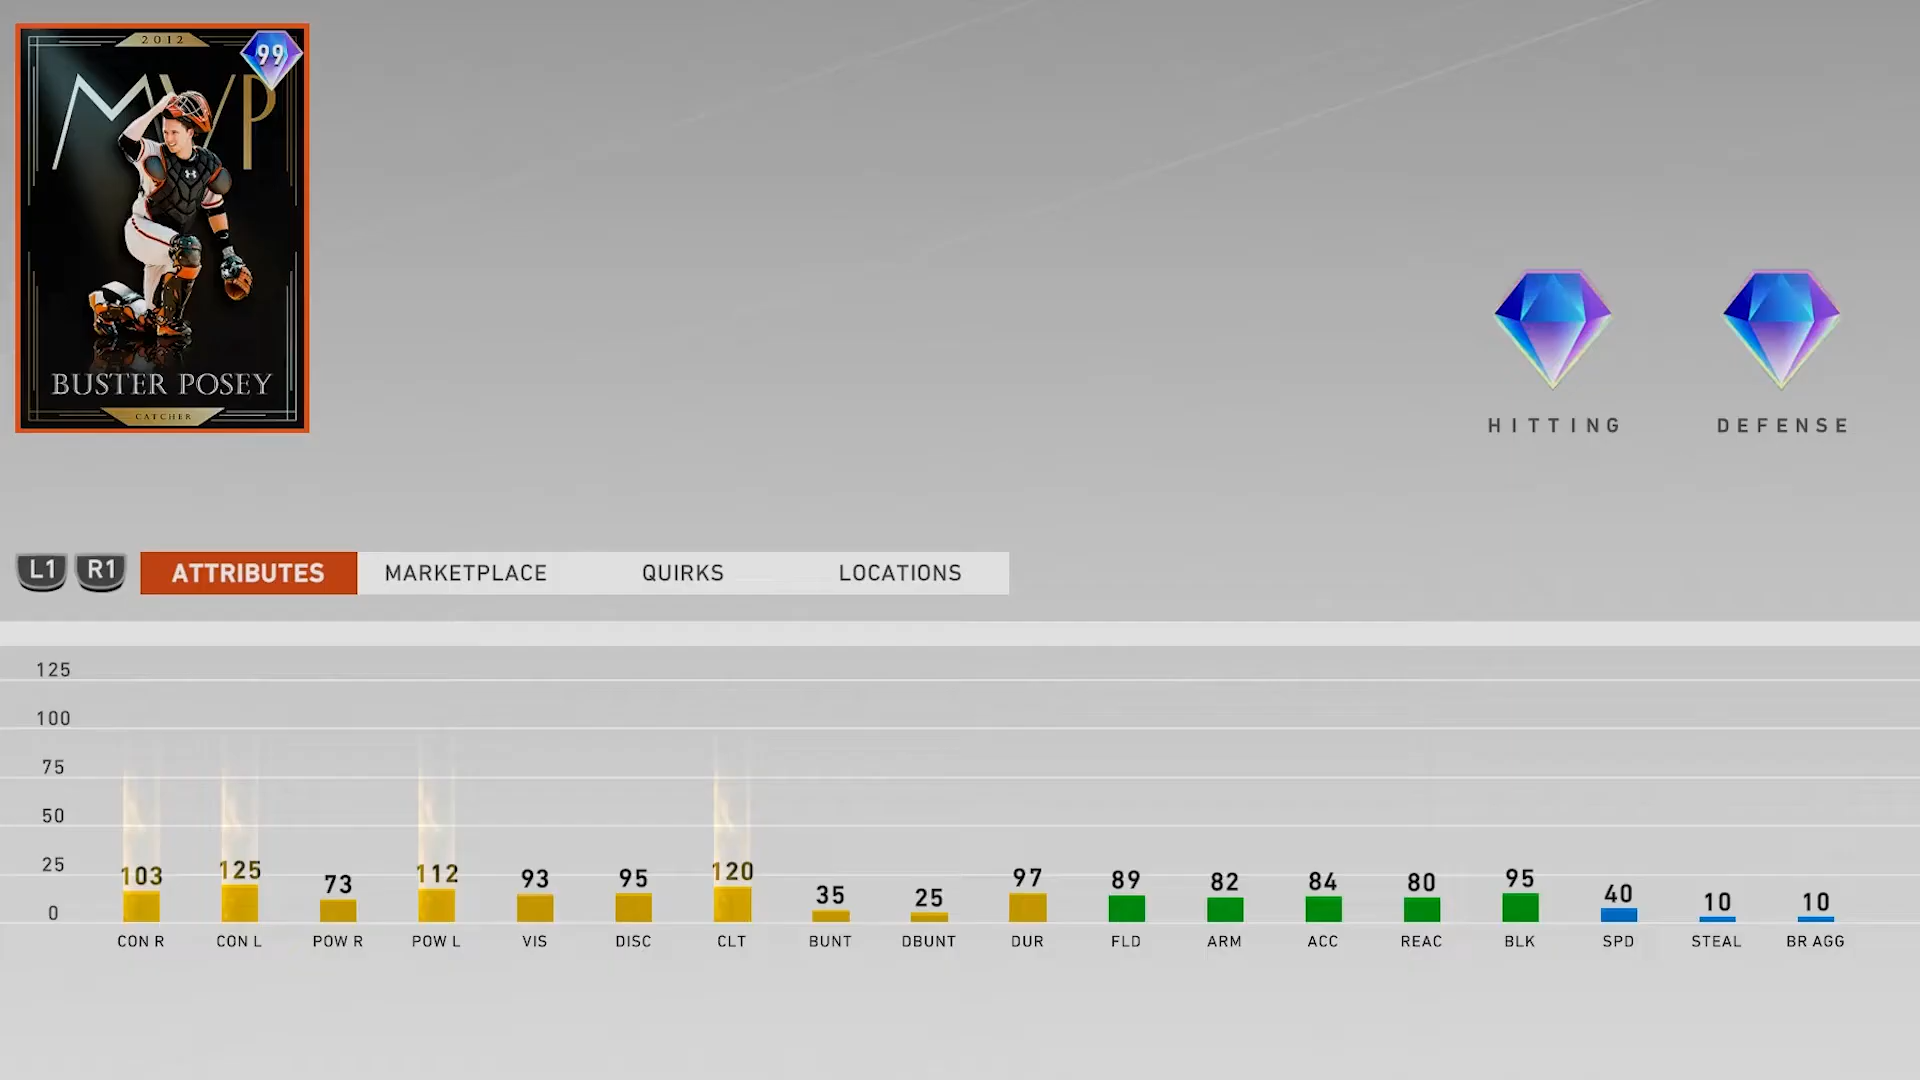 2012
99
MVP
BUSTER POSEY
CATCHER
HITTING DEFENSE
L1 R1 ATTRIBUTES MARKETPLACE QUIRKS LOCATIONS
125
100
75
50
25
0
103 125 73 112 93 95 120 35 25 97 89 82 84 80 95 40 10 10
CON R CON L POW R POW L VIS DISC CLT BUNT DBUNT DUR FLD ARM ACC REAC BLK SPD STEAL BR AGG